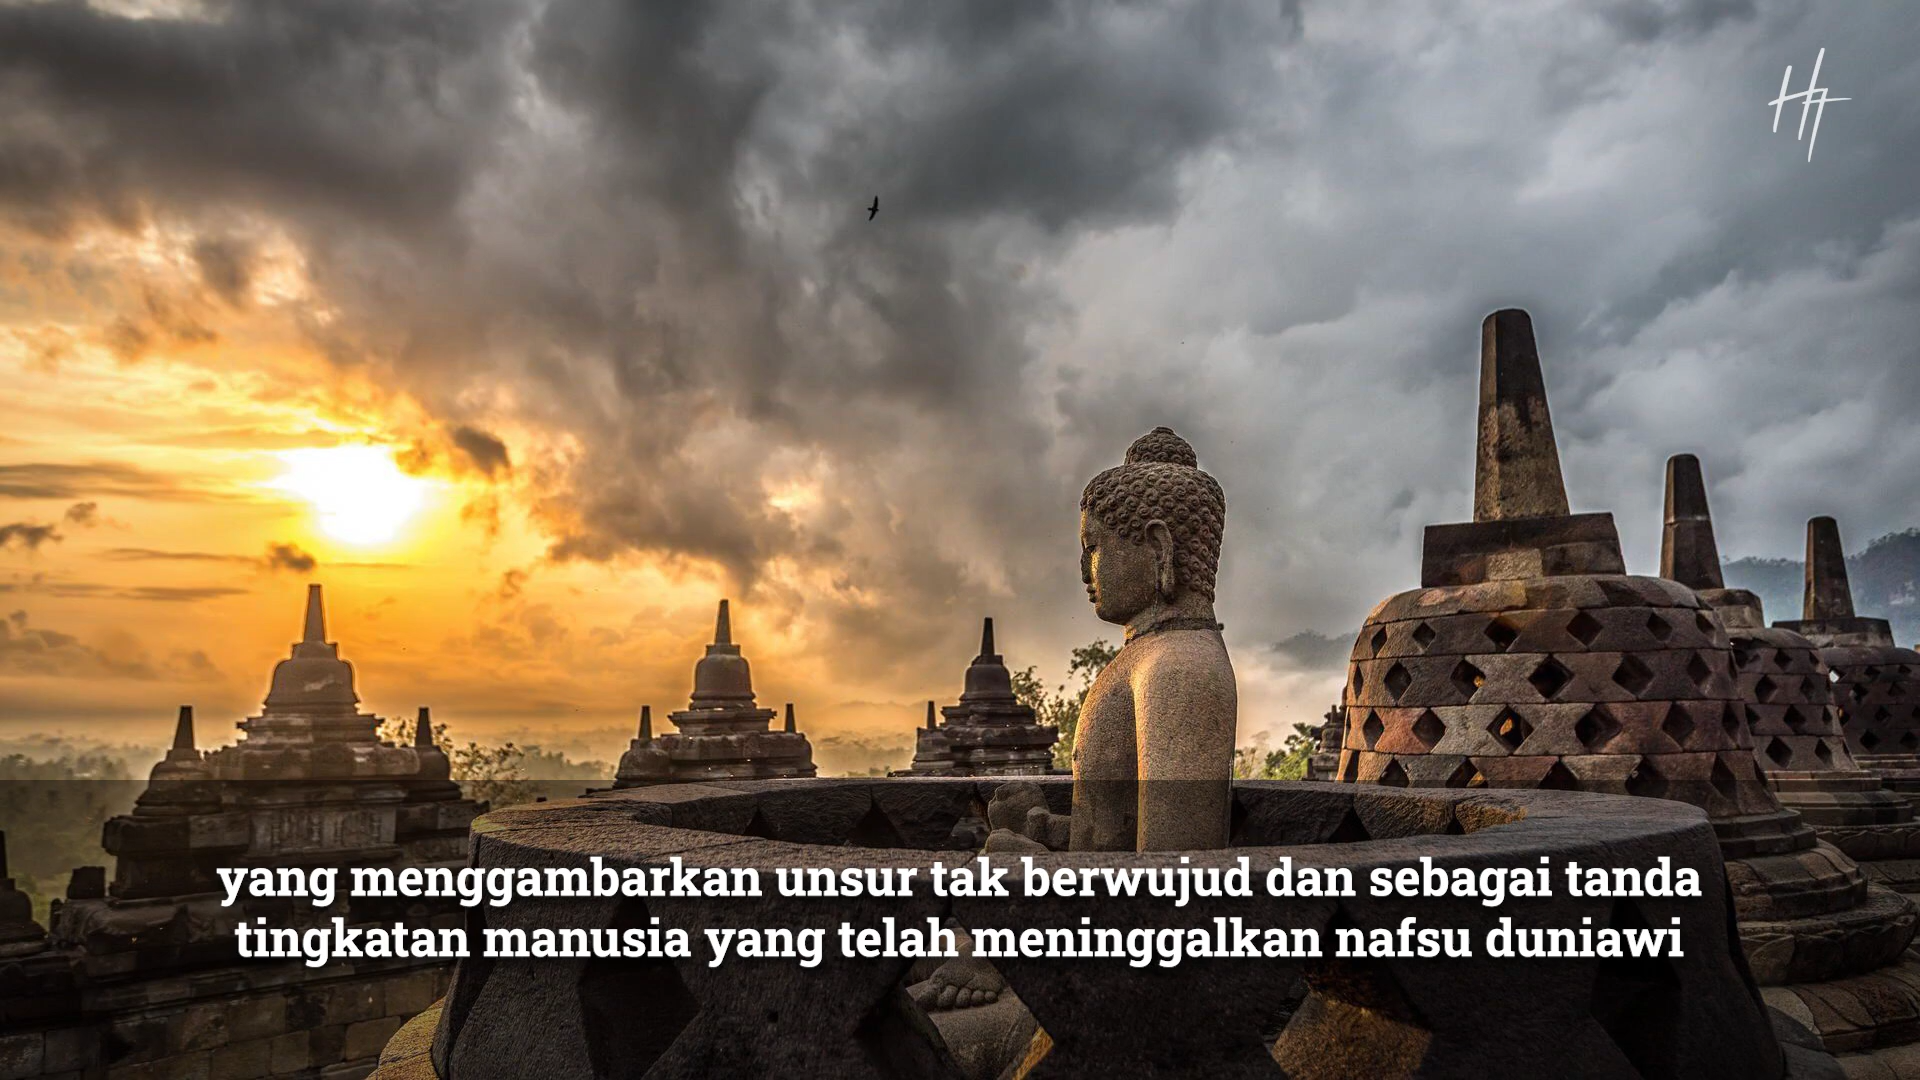 yang menggambarkan unsur tak berwujud dan sebagai tanda
tingkatan manusia yang telah meninggalkan nafsu duniawi